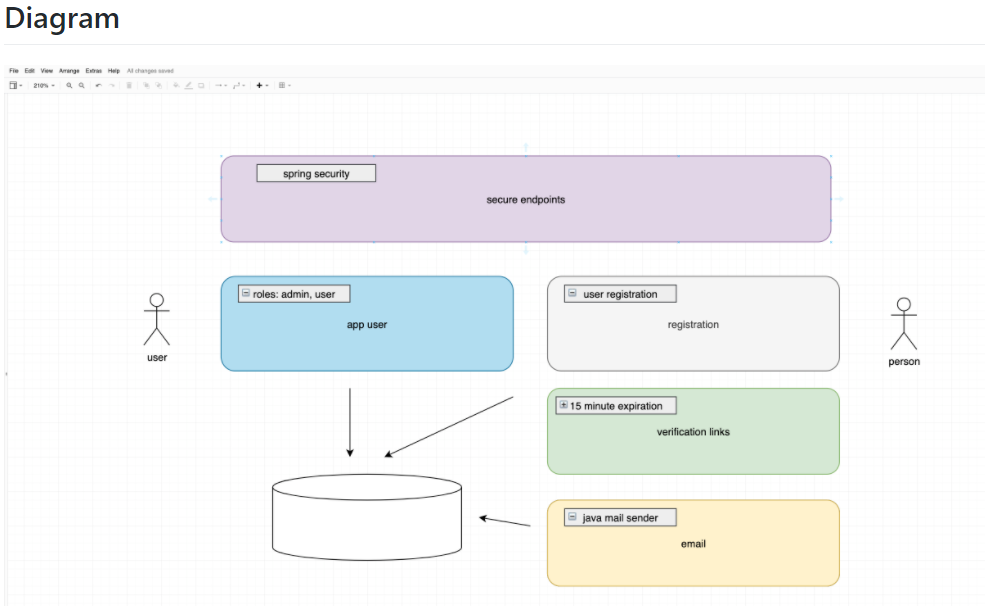 Diagram
File Edit View Arrange Extras Help All changes saved
210%
spring security
secure endpoints
roles: admin, user
app user
user registration
registration
user
person
15 minute expiration
verification links
java mail sender
email